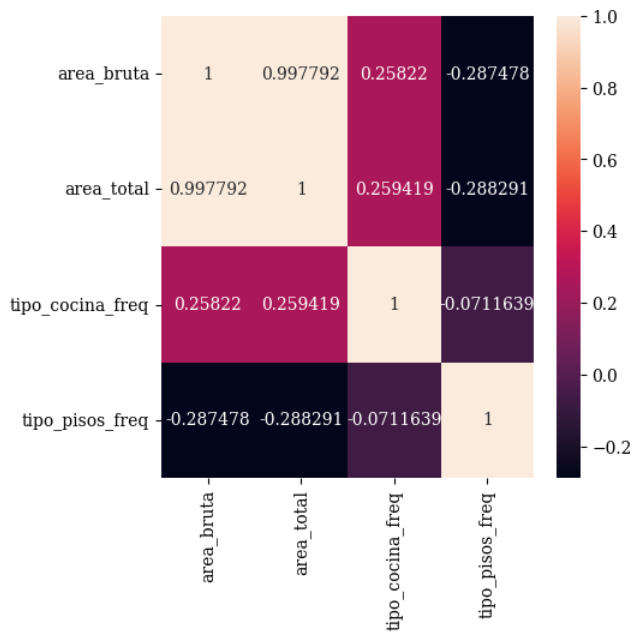 area_bruta 1 0.997792 0.25822 -0.287478
area_total 0.997792 1 0.259419 -0.288291
tipo_cocina_freq 0.25822 0.259419 1 -0.0711639
tipo_pisos_freq -0.287478 -0.288291 -0.0711639 1
area_bruta
area_total
tipo_cocina_freq
tipo_pisos_freq
1.0
0.8
0.6
0.4
0.2
0.0
−0.2